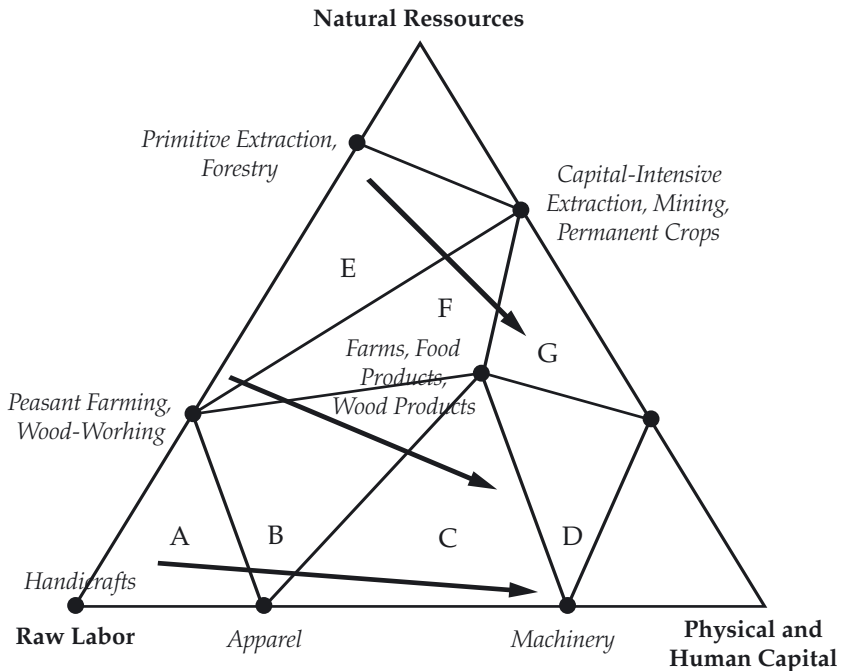 Natural Ressources
Primitive Extraction,
Forestry
Capital-Intensive
Extraction, Mining,
Permanent Crops
E
F
G
Farms, Food
Products,
Wood Products
Peasant Farming,
Wood-Worhing
A
B
C
D
Handicrafts
Raw Labor
Apparel
Machinery
Physical and
Human Capital